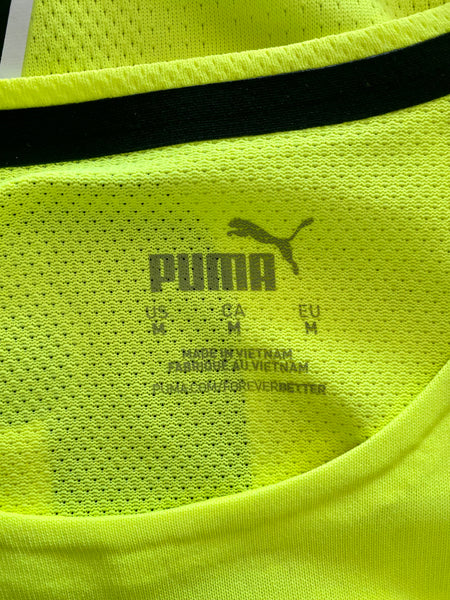 PUMA
US CA EU
M M M
MADE IN VIETNAM
FABRIQUÉ AU VIETNAM
PUMA.COM/FOREVERBETTER